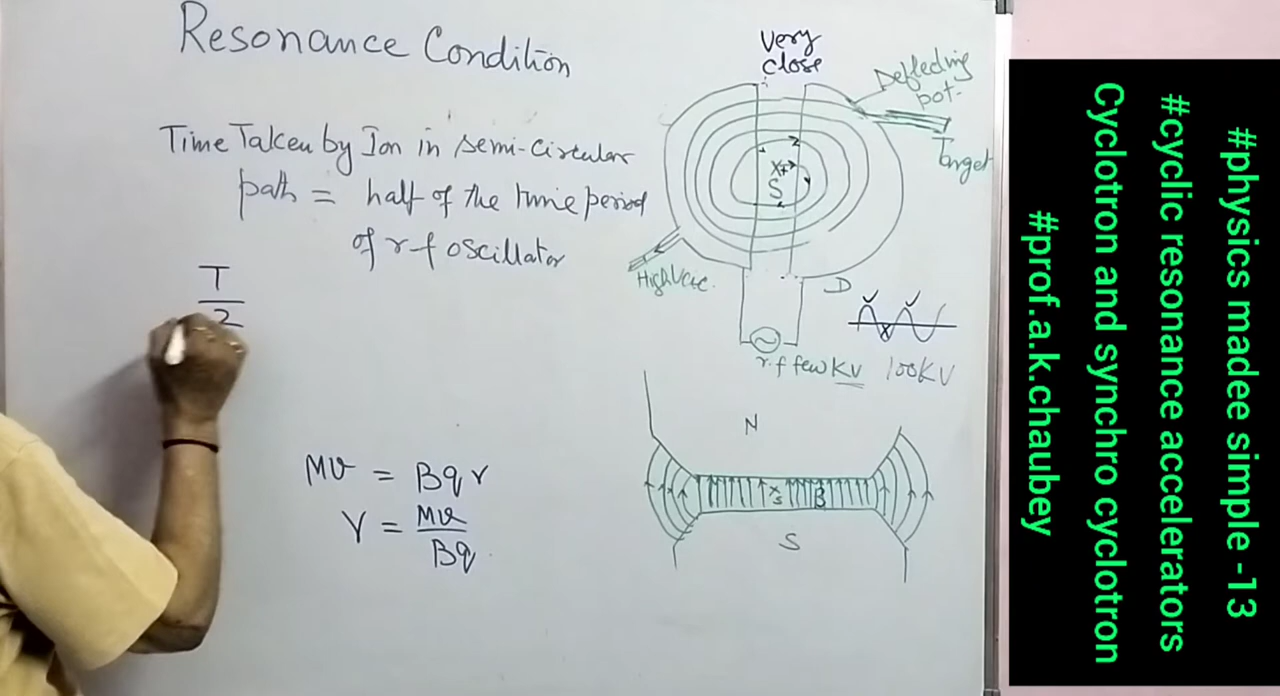 Resonance Condition
Time Taken by Ion in semi-circular
path = half of the time period
of r-f oscillator
T
2
MV = Bqr
r = MV
Bq
Very
close
Deflecting
pot.
Target
S
High Vac.
D
r.f few KV 100KV
N
S
B
S
#physics madee simple -13
#cyclic resonance accelerators
Cyclotron and synchro cyclotron
#prof.a.k.chaubey